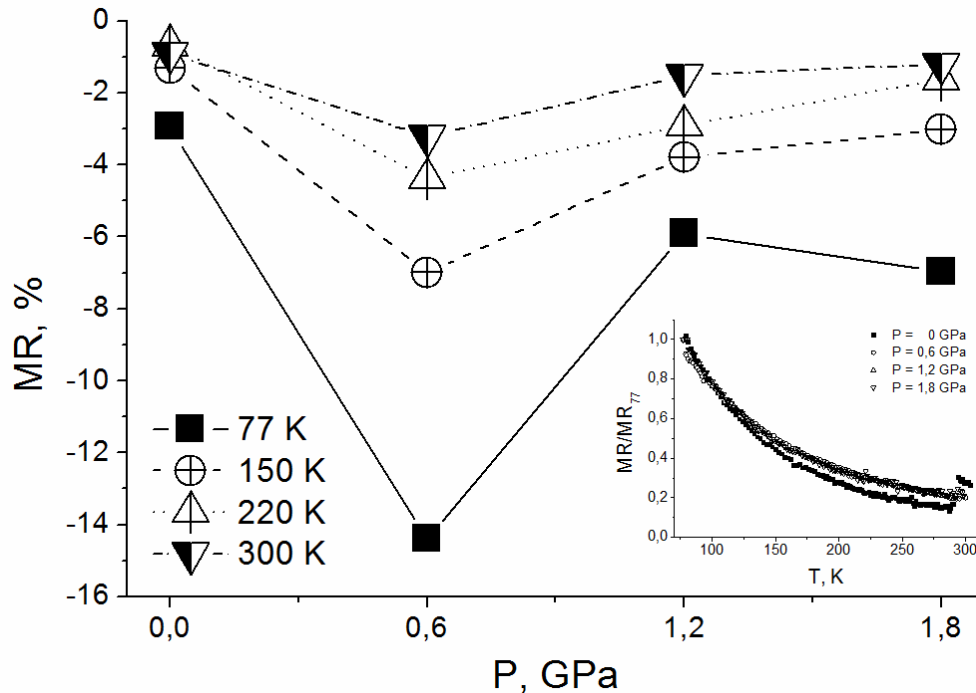 0
-2
-4
-6
-8
-10
-12
-14
-16
MR, %
77 K
150 K
220 K
300 K
0,0
0,6
1,2
1,8
P, GPa
1,0
0,8
0,6
0,4
0,2
0,0
MR/MR77
P = 0 GPa
P = 0,6 GPa
P = 1,2 GPa
P = 1,8 GPa
100
150
200
250
300
T, K